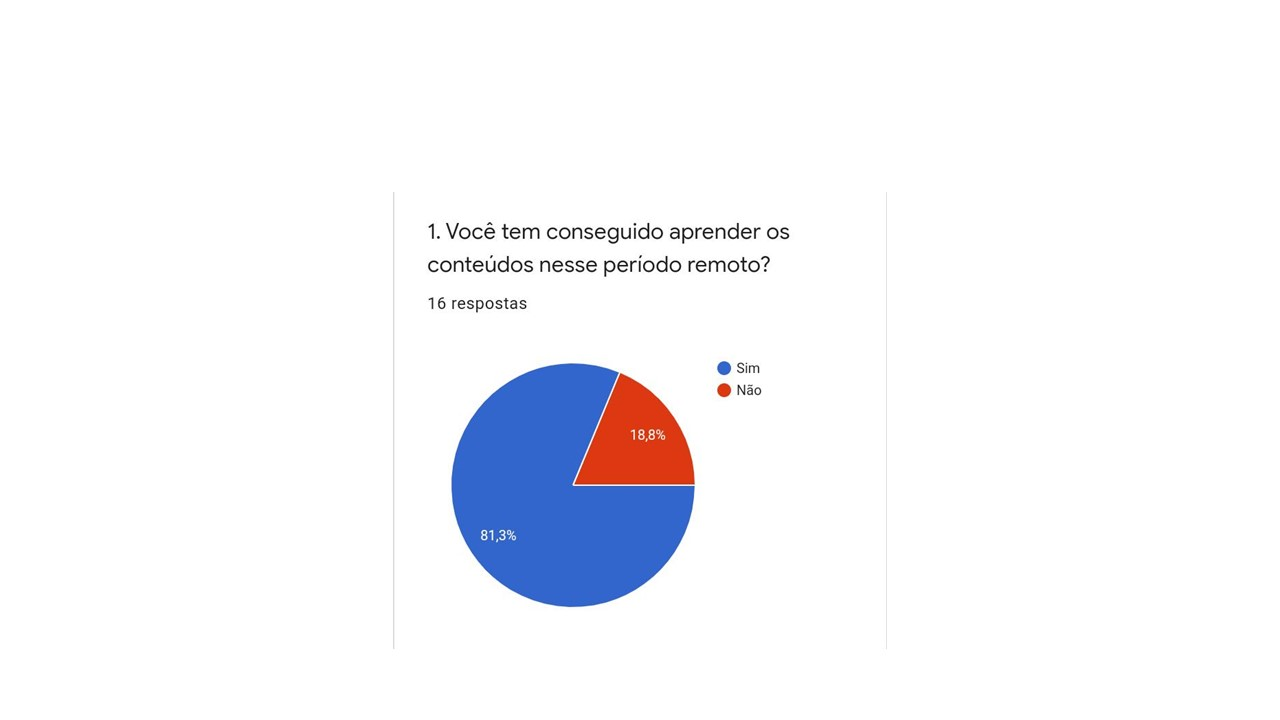 1. Você tem conseguido aprender os
conteúdos nesse período remoto?
16 respostas
Sim
Não
18,8%
81,3%